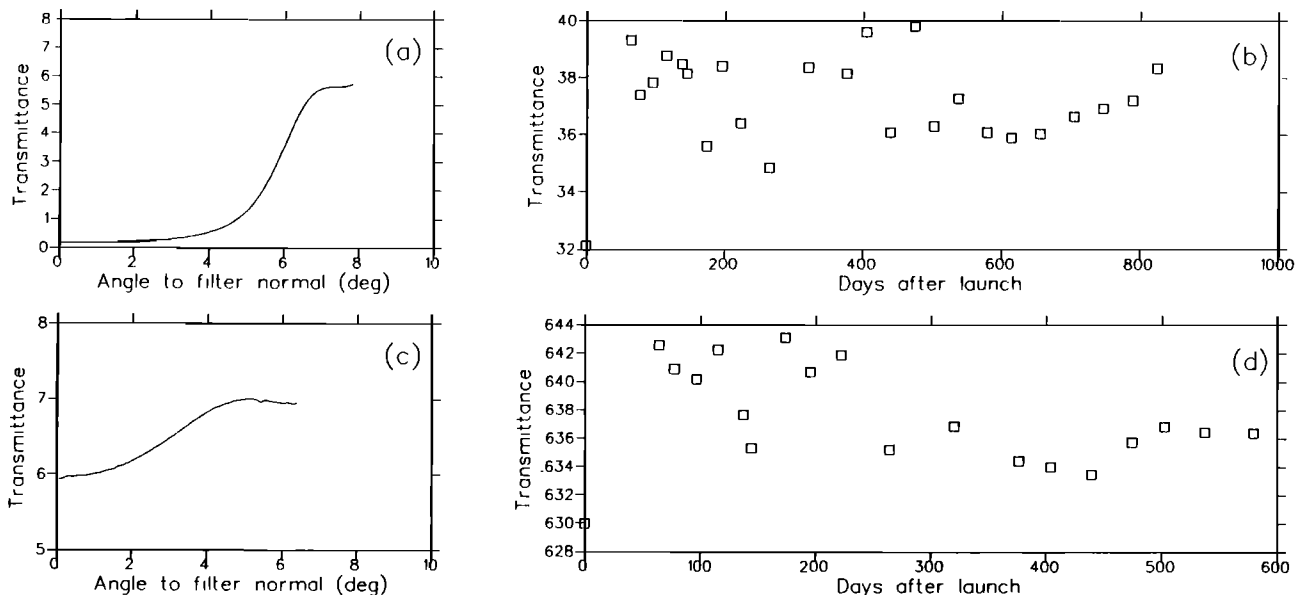 8
7
6
5
4
3
2
1
0
Transmittance
(a)
0 2 4 6 8 10
Angle to filter normal (deg)
40
38
36
34
32
Transmittance
(b)
0 200 400 600 800 1000
Days after launch
8
7
6
5
Transmittance
(c)
0 2 4 6 8 10
Angle to filter normal (deg)
644
642
640
638
636
634
632
630
628
Transmittance
(d)
0 100 200 300 400 500 600
Days after launch